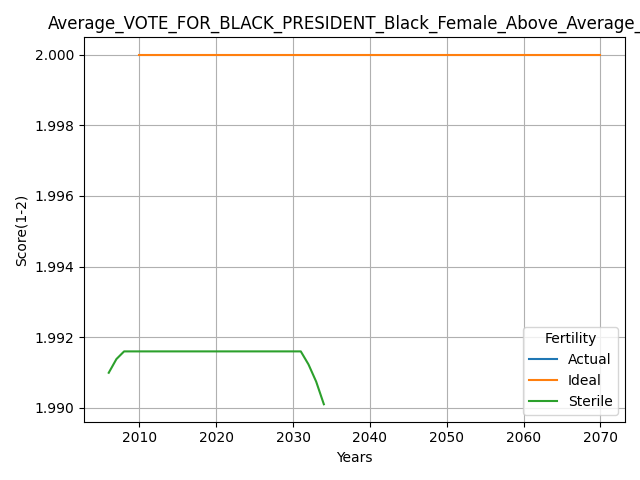 Average_VOTE_FOR_BLACK_PRESIDENT_Black_Female_Above_Average_
Score(1-2)
2.000
1.998
1.996
1.994
1.992
1.990
2010 2020 2030 2040 2050 2060 2070
Years
Fertility
Actual
Ideal
Sterile